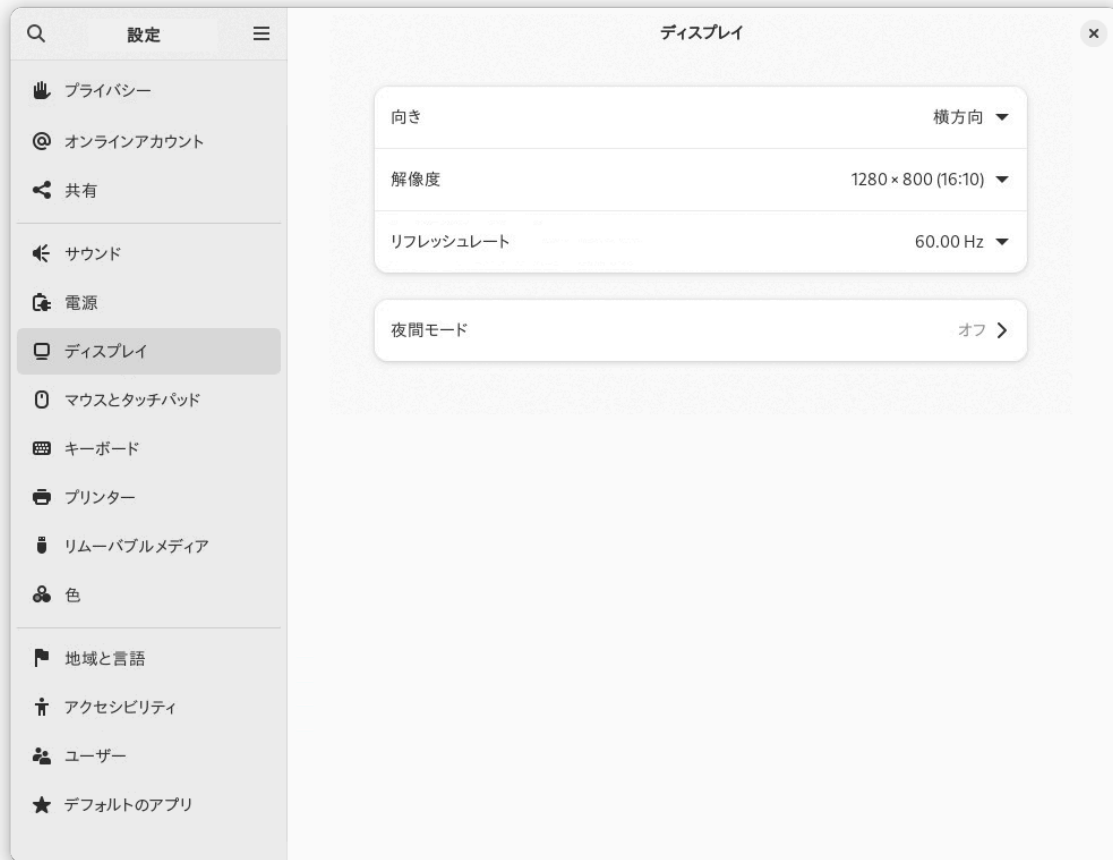 設定
プライバシー
オンラインアカウント
共有
サウンド
電源
ディスプレイ
マウスとタッチパッド
キーボード
プリンター
リムーバブルメディア
色
地域と言語
アクセシビリティ
ユーザー
デフォルトのアプリ
ディスプレイ
向き 横方向
解像度 1280 × 800 (16:10)
リフレッシュレート 60.00 Hz
夜間モード オフ